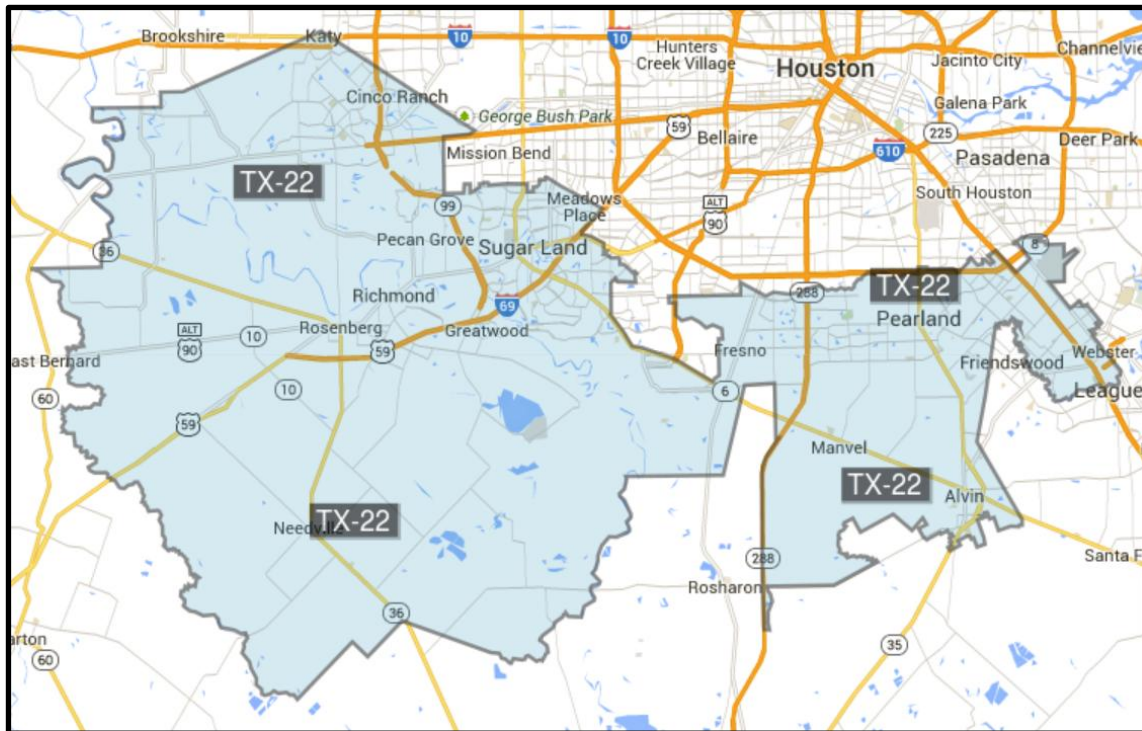 Brookshire
Katy
10
10
Hunters
Creek Village
Houston
Jacinto City
Channelvie
Cinco Ranch
George Bush Park
59
Bellaire
Galena Park
225
Deer Park
Mission Bend
610
Pasadena
TX-22
South Houston
99
Meadows
Place
ALT
90
Pecan Grove
Sugar Land
36
8
Richmond
TX-22
288
69
Pearland
Rosenberg
Greatwood
ALT
90
10
59
Fresno
Friendswood
Webster
ast Bernard
60
10
6
League
59
Manvel
TX-22
Alvin
TX-22
Needville
288
Santa F
Rosharon
36
35
arton
60